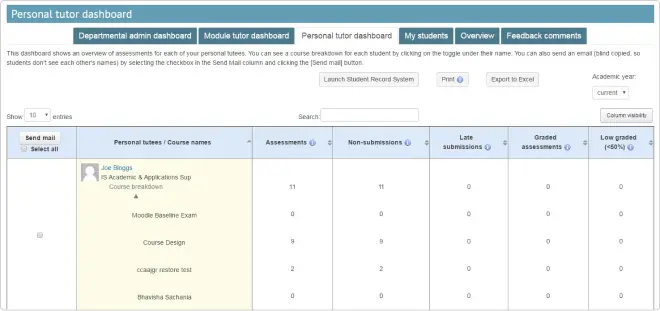 Personal tutor dashboard
Departmental admin dashboard Module tutor dashboard Personal tutor dashboard My students Overview Feedback comments
This dashboard shows an overview of assessments for each of your personal tutees. You can see a course breakdown for each student by clicking on the toggle under their name. You can also send an email (blind copied, so
students don't see each other's names) by selecting the checkbox in the Send Mail column and clicking the [Send mail] button.
Academic year:
Launch Student Record System Print Export to Excel
current
Show 10 entries Search:
Column visibility
Send mail
Select all
Personal tutees / Course names Assessments Non-submissions Late submissions Graded assessments Low graded (<50%)
Joe Bloggs
IS Academic & Applications Sup
Course breakdown 11 11 0 0 0
Moodle Baseline Exam 0 0 0 0 0
Course Design 9 9 0 0 0
ccaajgr restore test 2 2 0 0 0
Bhavisha Sachania 0 0 0 0 0